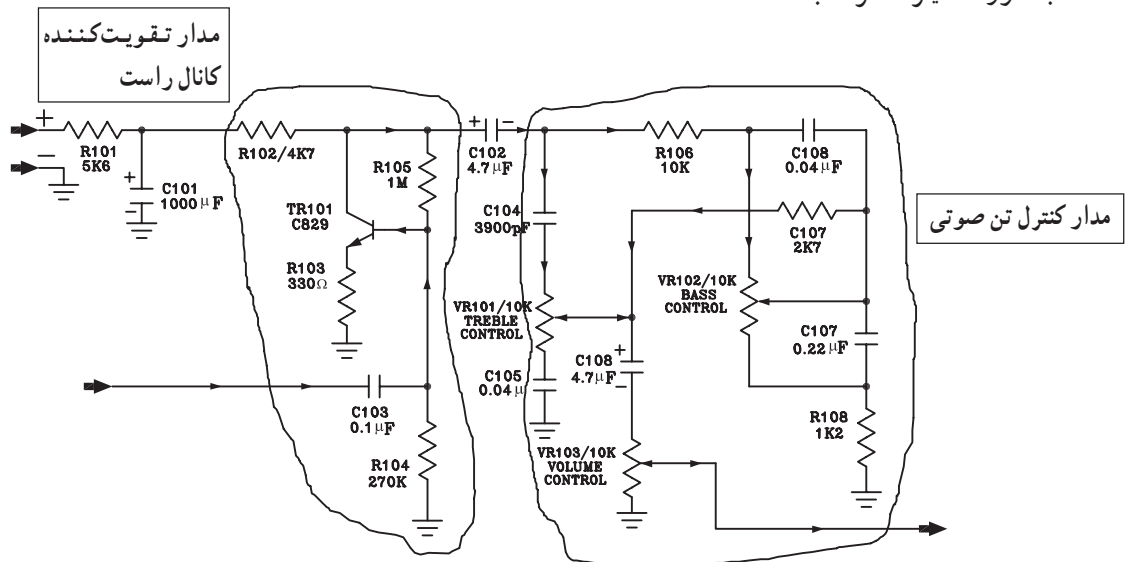 مدار تقویت‌کننده
کانال راست
R101
5K6
C101
1000 μF
R102/4K7
R105
1M
TR101
C829
R103
330Ω
C103
0.1μF
R104
270K
C102
4.7μF
C104
3900pF
VR101/10K
TREBLE
CONTROL
C105
0.04μ
R106
10K
C108
0.04μF
C107
2K7
VR102/10K
BASS
CONTROL
C107
0.22μF
C108
4.7μF
R108
1K2
VR103/10K
VOLUME
CONTROL
مدار کنترل تن صوتی